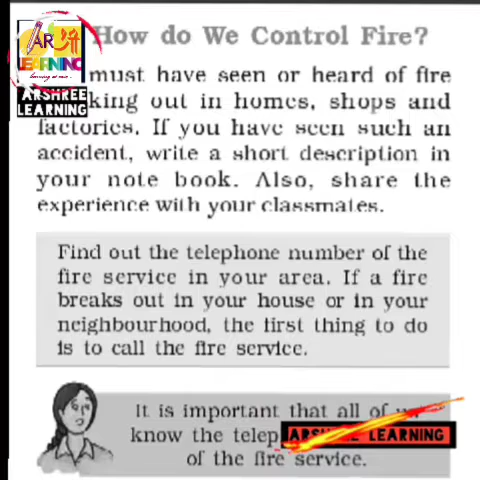 How do We Control Fire?
AR श्री
LEARNING
learning at me.
ARSHREE
LEARNING
must have seen or heard of fire
king out in homes, shops and
factories. If you have seen such an
accident, write a short description in
your note book. Also, share the
experience with your classmates.
Find out the telephone number of the
fire service in your area. If a fire
breaks out in your house or in your
neighbourhood, the first thing to do
is to call the fire service.
It is important that all of
know the telep ARSHREE LEARNING
of the fire service.